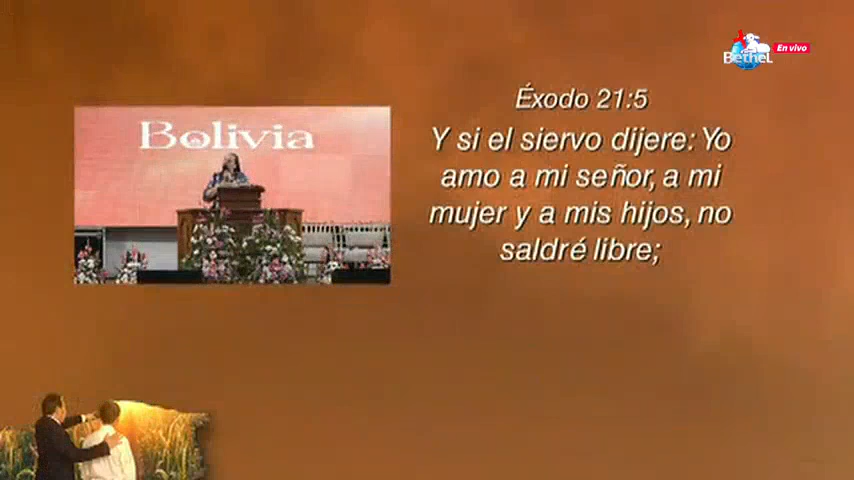 BetheL
En vivo
Bolivia
Éxodo 21:5
Y si el siervo dijere: Yo
amo a mi señor, a mi
mujer y a mis hijos, no
saldré libre;